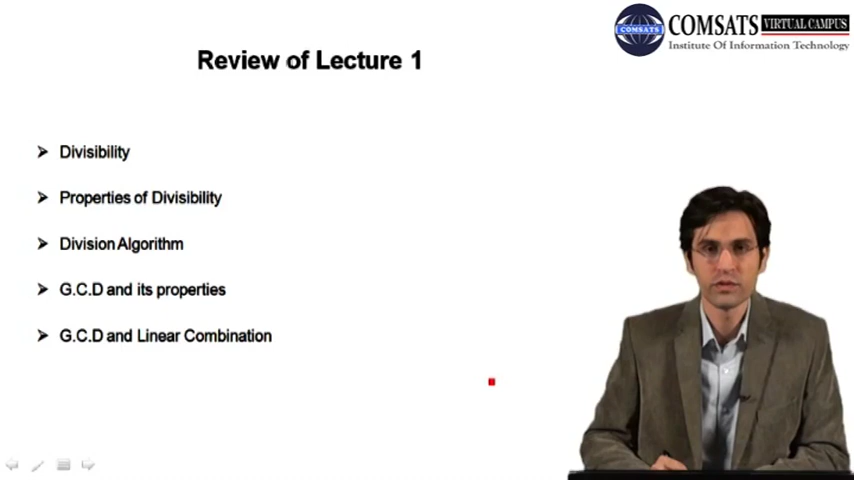 COMSATS VIRTUAL CAMPUS
Institute Of Information Technology
COMSATS
Review of Lecture 1
➢ Divisibility
➢ Properties of Divisibility
➢ Division Algorithm
➢ G.C.D and its properties
➢ G.C.D and Linear Combination